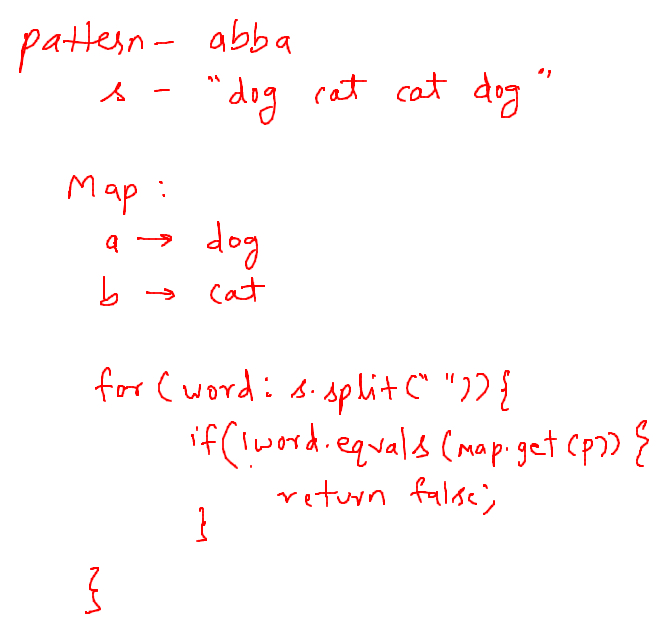 pattern - abba
s - "dog cat cat dog"
Map :
a → dog
b → cat
for (word : s.split(" ")) {
if(!word.equals(map.get(p)) {
return false;
}
}